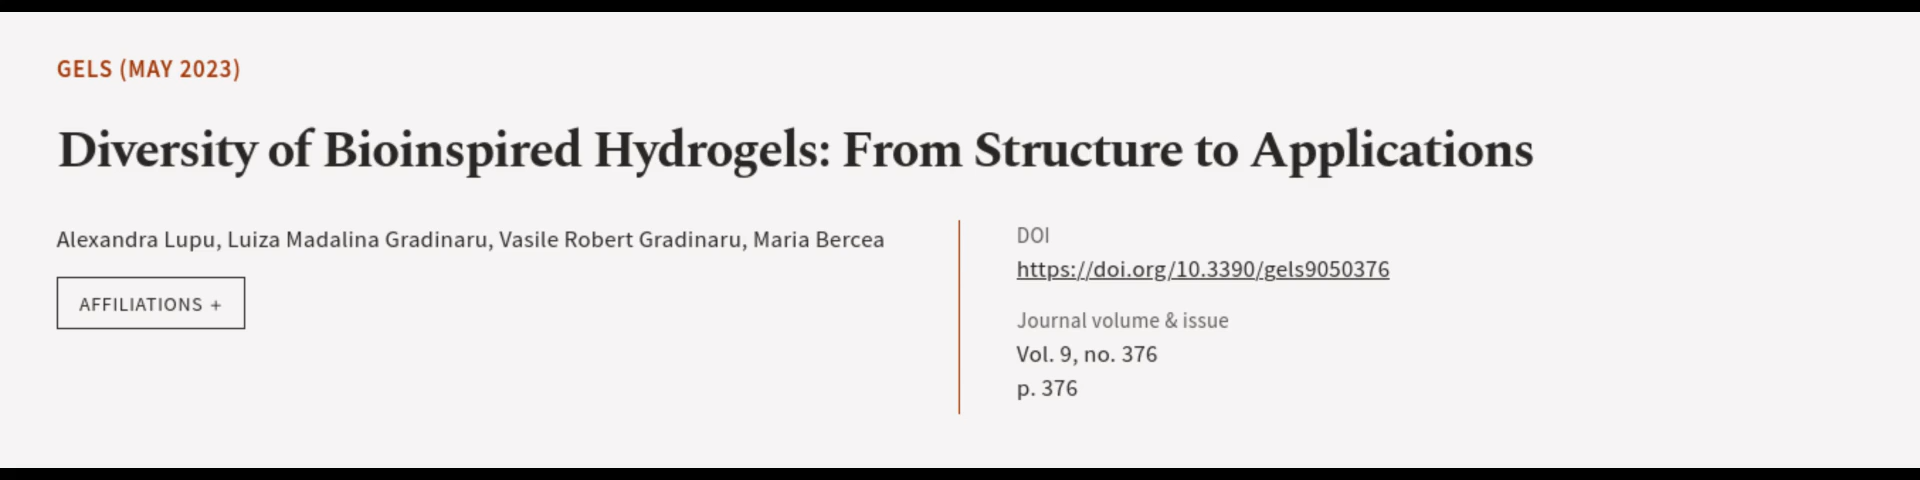 GELS (MAY 2023)
Diversity of Bioinspired Hydrogels: From Structure to Applications
Alexandra Lupu, Luiza Madalina Gradinaru, Vasile Robert Gradinaru, Maria Bercea
AFFILIATIONS +
DOI
https://doi.org/10.3390/gels9050376
Journal volume & issue
Vol. 9, no. 376
p. 376